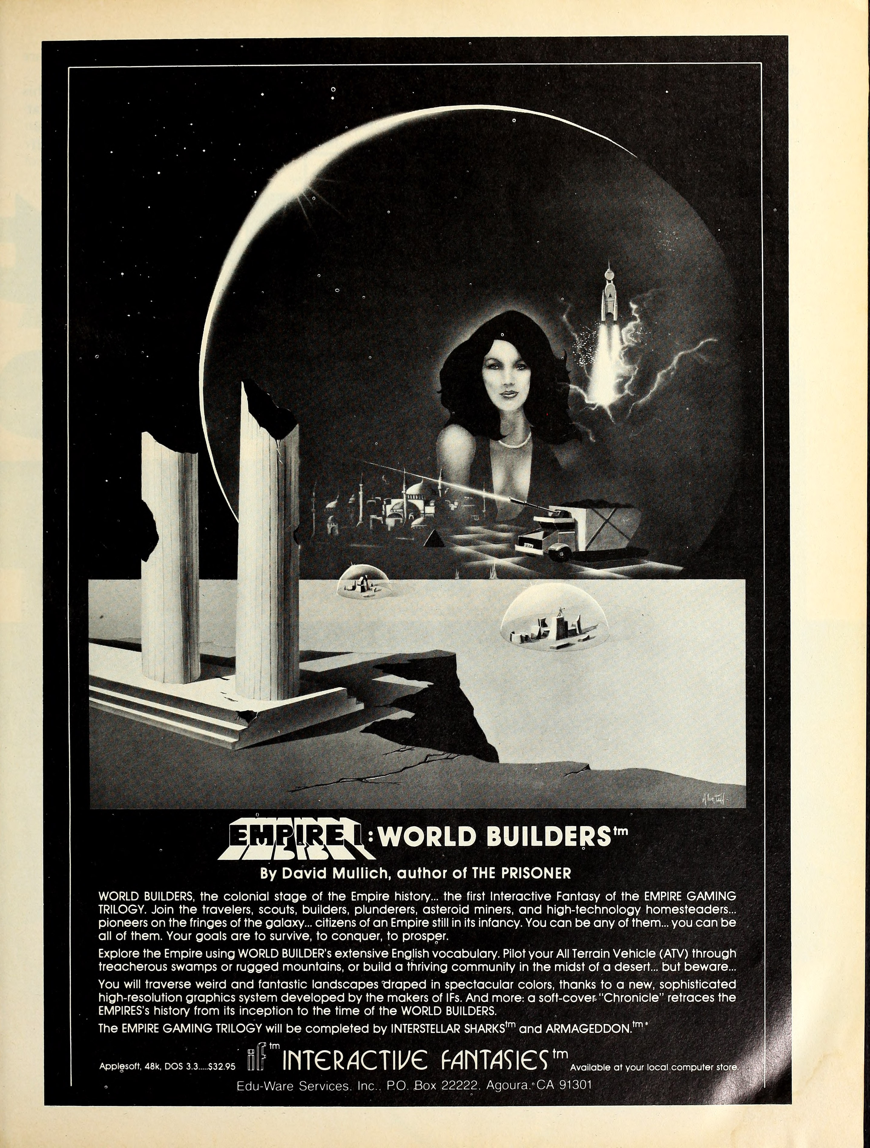 EMPIRE I: WORLD BUILDERS™
By David Mullich, author of THE PRISONER
WORLD BUILDERS, the colonial stage of the Empire history... the first Interactive Fantasy of the EMPIRE GAMING
TRILOGY. Join the travelers, scouts, builders, plunderers, asteroid miners, and high-technology homesteaders...
pioneers on the fringes of the galaxy... citizens of an Empire still in its infancy. You can be any of them... you can be
all of them. Your goals are to survive, to conquer, to prosper.
Explore the Empire using WORLD BUILDER's extensive English vocabulary. Pilot your All Terrain Vehicle (ATV) through
treacherous swamps or rugged mountains, or build a thriving community in the midst of a desert... but beware...
You will traverse weird and fantastic landscapes draped in spectacular colors, thanks to a new, sophisticated
high-resolution graphics system developed by the makers of IFs. And more: a soft-cover "Chronicle" retraces the
EMPIRES's history from its inception to the time of the WORLD BUILDERS.
The EMPIRE GAMING TRILOGY will be completed by INTERSTELLAR SHARKS™ and ARMAGEDDON.™
Applesoft, 48k, DOS 3.3....$32.95 if™ INTERACTIVE FANTASIES™ Available at your local computer store.
Edu-Ware Services, Inc., P.O. Box 22222, Agoura, CA 91301